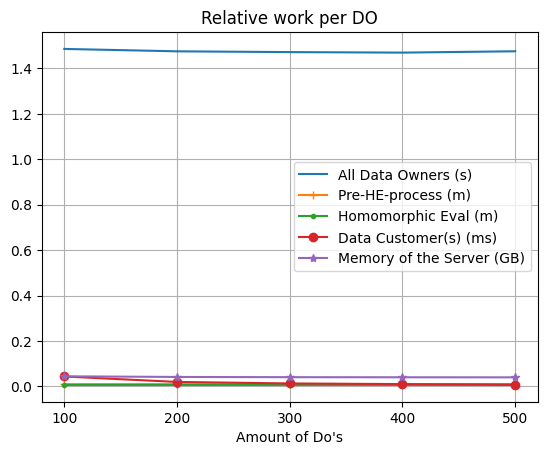 Relative work per DO
1.4
1.2
1.0
0.8
0.6
0.4
0.2
0.0
All Data Owners (s)
Pre-HE-process (m)
Homomorphic Eval (m)
Data Customer(s) (ms)
Memory of the Server (GB)
100 200 300 400 500
Amount of Do's